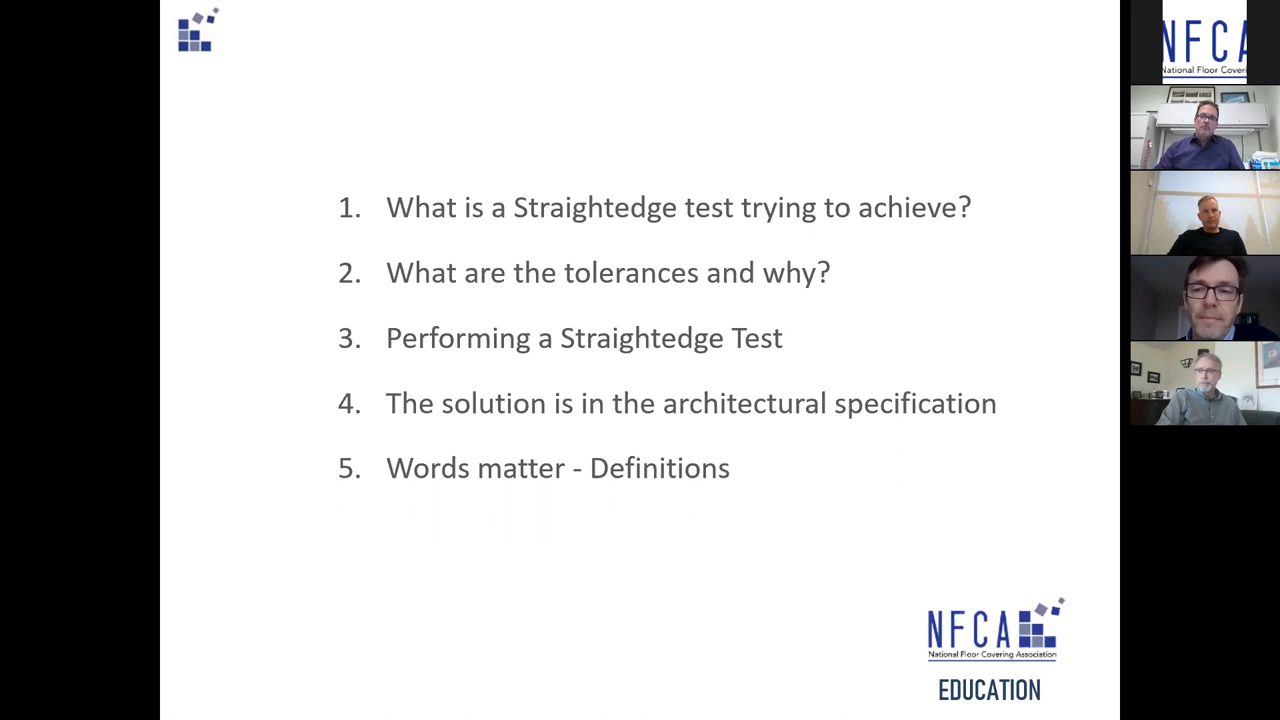 1. What is a Straightedge test trying to achieve?
2. What are the tolerances and why?
3. Performing a Straightedge Test
4. The solution is in the architectural specification
5. Words matter - Definitions
NFCA
National Floor Covering Association
EDUCATION
NFCA
National Floor Coveri